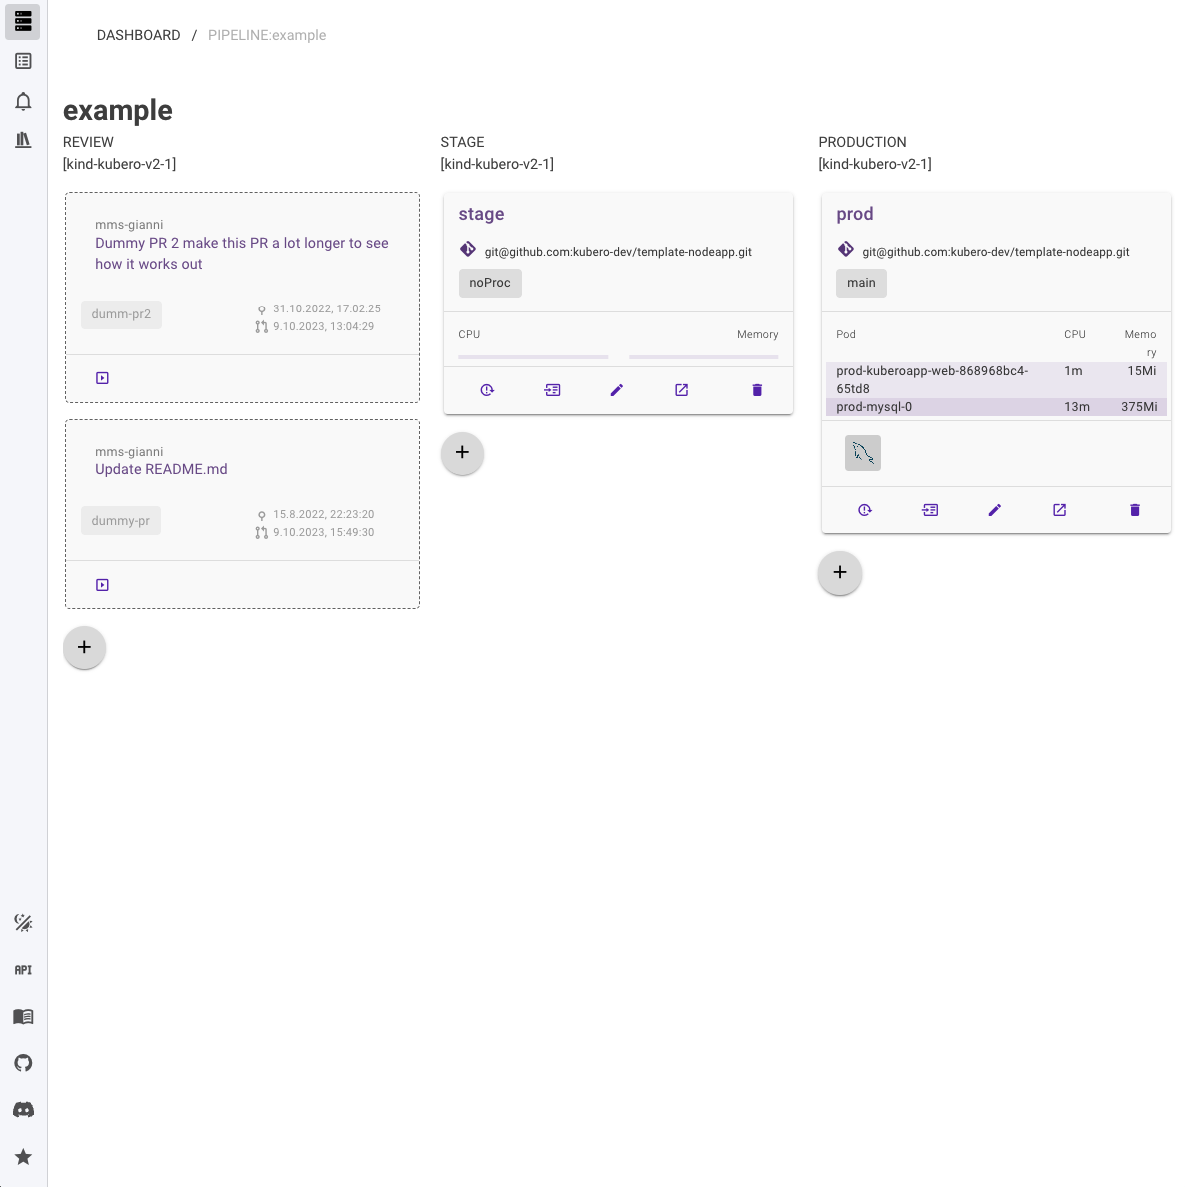 DASHBOARD / PIPELINE:example
example
REVIEW
[kind-kubero-v2-1]
mms-gianni
Dummy PR 2 make this PR a lot longer to see
how it works out
dumm-pr2
31.10.2022, 17.02.25
9.10.2023, 13:04:29
mms-gianni
Update README.md
dummy-pr
15.8.2022, 22:23:20
9.10.2023, 15:49:30
+
STAGE
[kind-kubero-v2-1]
stage
git@github.com:kubero-dev/template-nodeapp.git
noProc
CPU Memory
+
PRODUCTION
[kind-kubero-v2-1]
prod
git@github.com:kubero-dev/template-nodeapp.git
main
Pod CPU Memo
ry
prod-kuberoapp-web-868968bc4- 1m 15Mi
65td8
prod-mysql-0 13m 375Mi
+
API